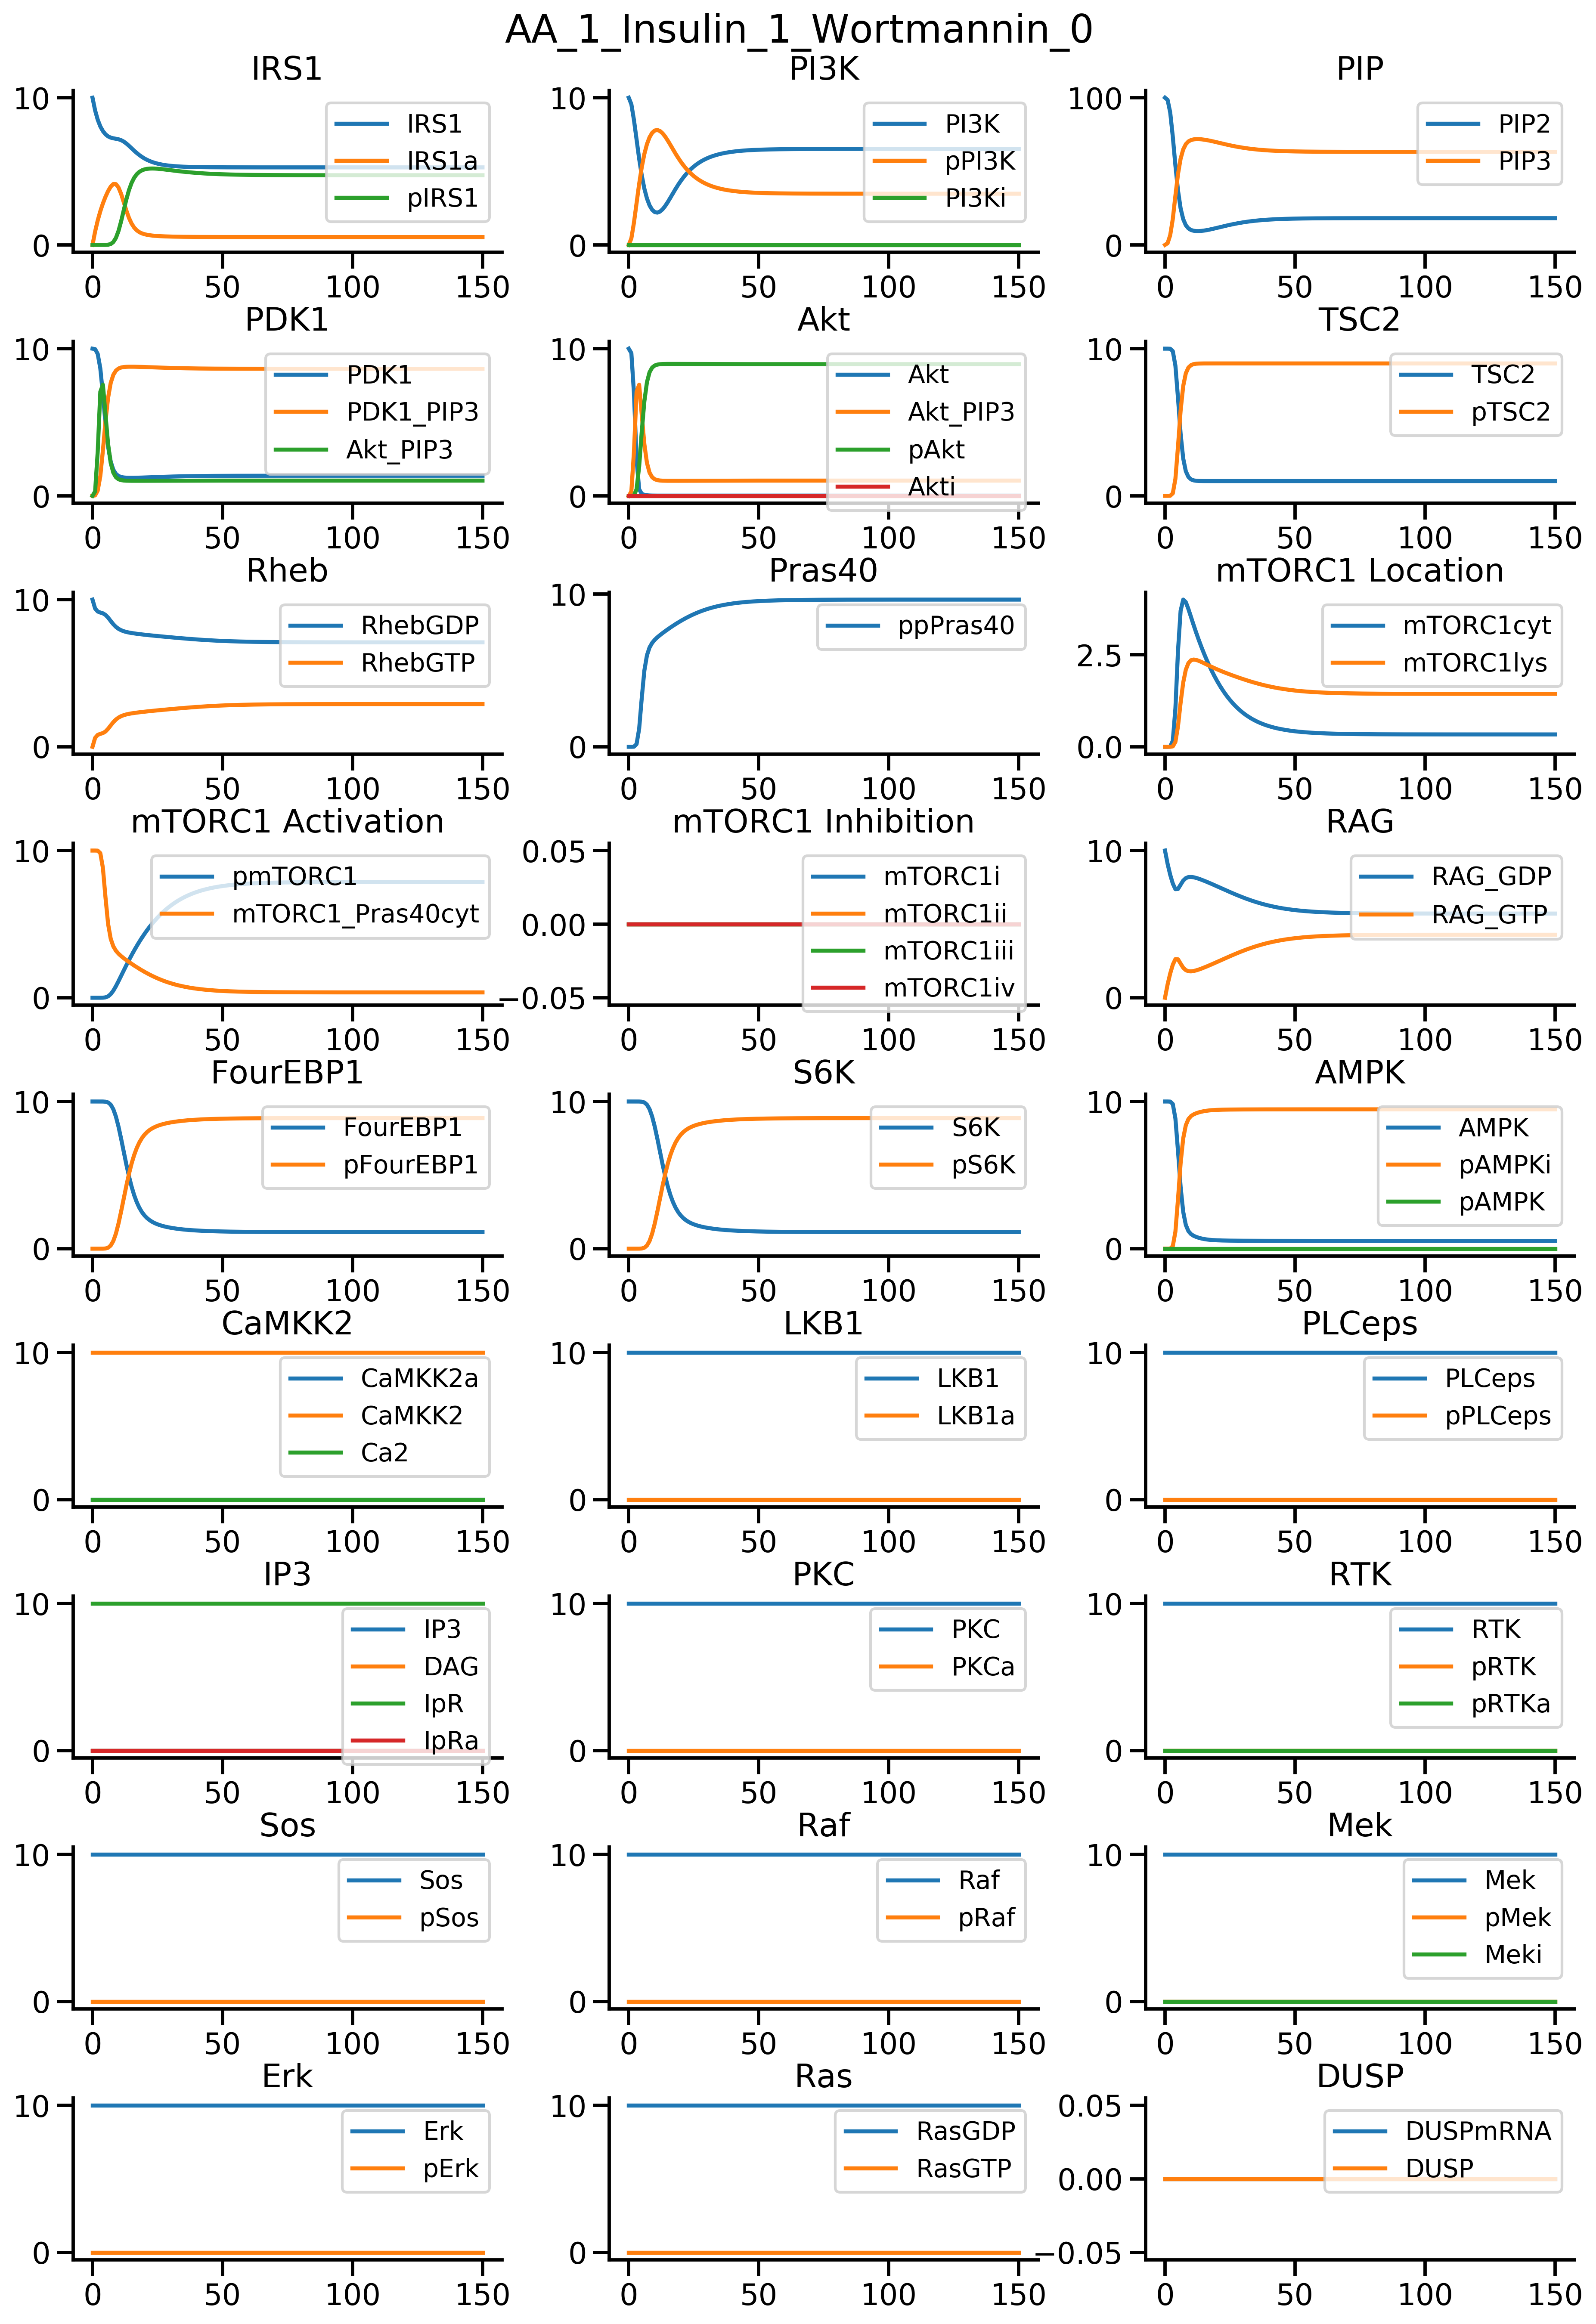 AA_1_Insulin_1_Wortmannin_0
IRS1
10
0
0 50 100 150
IRS1
IRS1a
pIRS1
PI3K
10
0
0 50 100 150
PI3K
pPI3K
PI3Ki
PIP
100
0
0 50 100 150
PIP2
PIP3
PDK1
10
0
0 50 100 150
PDK1
PDK1_PIP3
Akt_PIP3
Akt
10
0
0 50 100 150
Akt
Akt_PIP3
pAkt
Akti
TSC2
10
0
0 50 100 150
TSC2
pTSC2
Rheb
10
0
0 50 100 150
RhebGDP
RhebGTP
Pras40
10
0
0 50 100 150
ppPras40
mTORC1 Location
2.5
0.0
0 50 100 150
mTORC1cyt
mTORC1lys
mTORC1 Activation
10
0
0 50 100 150
pmTORC1
mTORC1_Pras40cyt
mTORC1 Inhibition
0.05
0.00
−0.05
0 50 100 150
mTORC1i
mTORC1ii
mTORC1iii
mTORC1iv
RAG
10
0
0 50 100 150
RAG_GDP
RAG_GTP
FourEBP1
10
0
0 50 100 150
FourEBP1
pFourEBP1
S6K
10
0
0 50 100 150
S6K
pS6K
AMPK
10
0
0 50 100 150
AMPK
pAMPKi
pAMPK
CaMKK2
10
0
0 50 100 150
CaMKK2a
CaMKK2
Ca2
LKB1
10
0
0 50 100 150
LKB1
LKB1a
PLCeps
10
0
0 50 100 150
PLCeps
pPLCeps
IP3
10
0
0 50 100 150
IP3
DAG
IpR
IpRa
PKC
10
0
0 50 100 150
PKC
PKCa
RTK
10
0
0 50 100 150
RTK
pRTK
pRTKa
Sos
10
0
0 50 100 150
Sos
pSos
Raf
10
0
0 50 100 150
Raf
pRaf
Mek
10
0
0 50 100 150
Mek
pMek
Meki
Erk
10
0
0 50 100 150
Erk
pErk
Ras
10
0
0 50 100 150
RasGDP
RasGTP
DUSP
0.05
0.00
−0.05
0 50 100 150
DUSPmRNA
DUSP